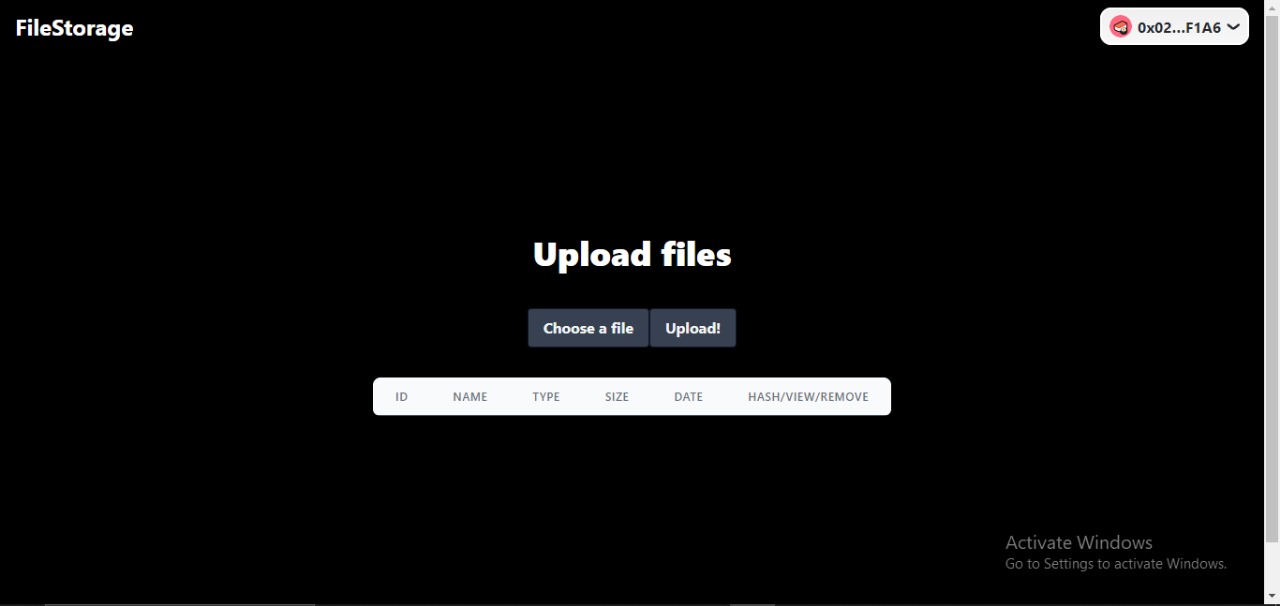 FileStorage
0x02...F1A6
Upload files
Choose a file Upload!
ID NAME TYPE SIZE DATE HASH/VIEW/REMOVE
Activate Windows
Go to Settings to activate Windows.